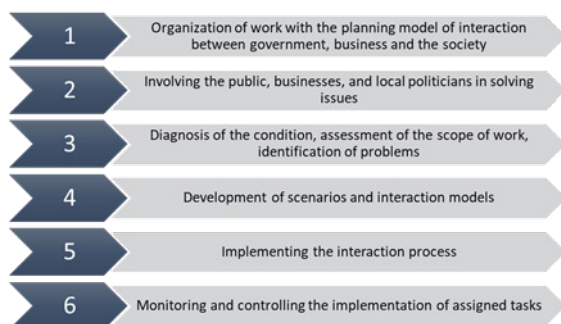 1
Organization of work with the planning model of interaction
between government, business and the society
2
Involving the public, businesses, and local politicians in solving
issues
3
Diagnosis of the condition, assessment of the scope of work,
identification of problems
4
Development of scenarios and interaction models
5
Implementing the interaction process
6
Monitoring and controlling the implementation of assigned tasks